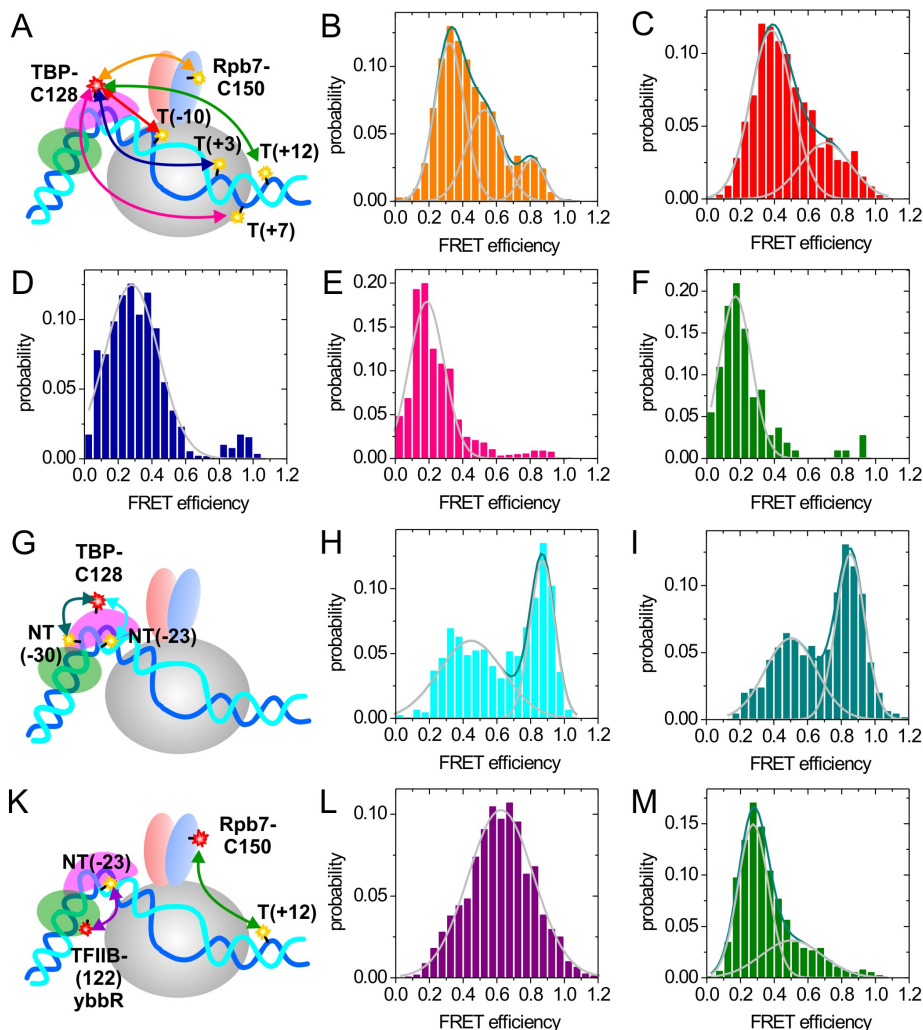 A
TBP-
C128
Rpb7-
C150
T(-10)
T(+3)
T(+12)
T(+7)
B
probability
0.10
0.05
0.00
0.0 0.2 0.4 0.6 0.8 1.0 1.2
FRET efficiency
C
probability
0.10
0.05
0.00
0.0 0.2 0.4 0.6 0.8 1.0 1.2
FRET efficiency
D
probability
0.10
0.05
0.00
0.0 0.2 0.4 0.6 0.8 1.0 1.2
FRET efficiency
E
probability
0.20
0.15
0.10
0.05
0.00
0.0 0.2 0.4 0.6 0.8 1.0 1.2
FRET efficiency
F
probability
0.20
0.15
0.10
0.05
0.00
0.0 0.2 0.4 0.6 0.8 1.0 1.2
FRET efficiency
G
TBP-
C128
NT
(-30)
NT(-23)
H
probability
0.10
0.05
0.00
0.0 0.2 0.4 0.6 0.8 1.0 1.2
FRET efficiency
I
probability
0.10
0.05
0.00
0.0 0.2 0.4 0.6 0.8 1.0 1.2
FRET efficiency
K
Rpb7-
C150
NT(-23)
T(+12)
TFIIB-
(122)
ybbR
L
probability
0.10
0.05
0.00
0.0 0.2 0.4 0.6 0.8 1.0 1.2
FRET efficiency
M
probability
0.15
0.10
0.05
0.00
0.0 0.2 0.4 0.6 0.8 1.0 1.2
FRET efficiency